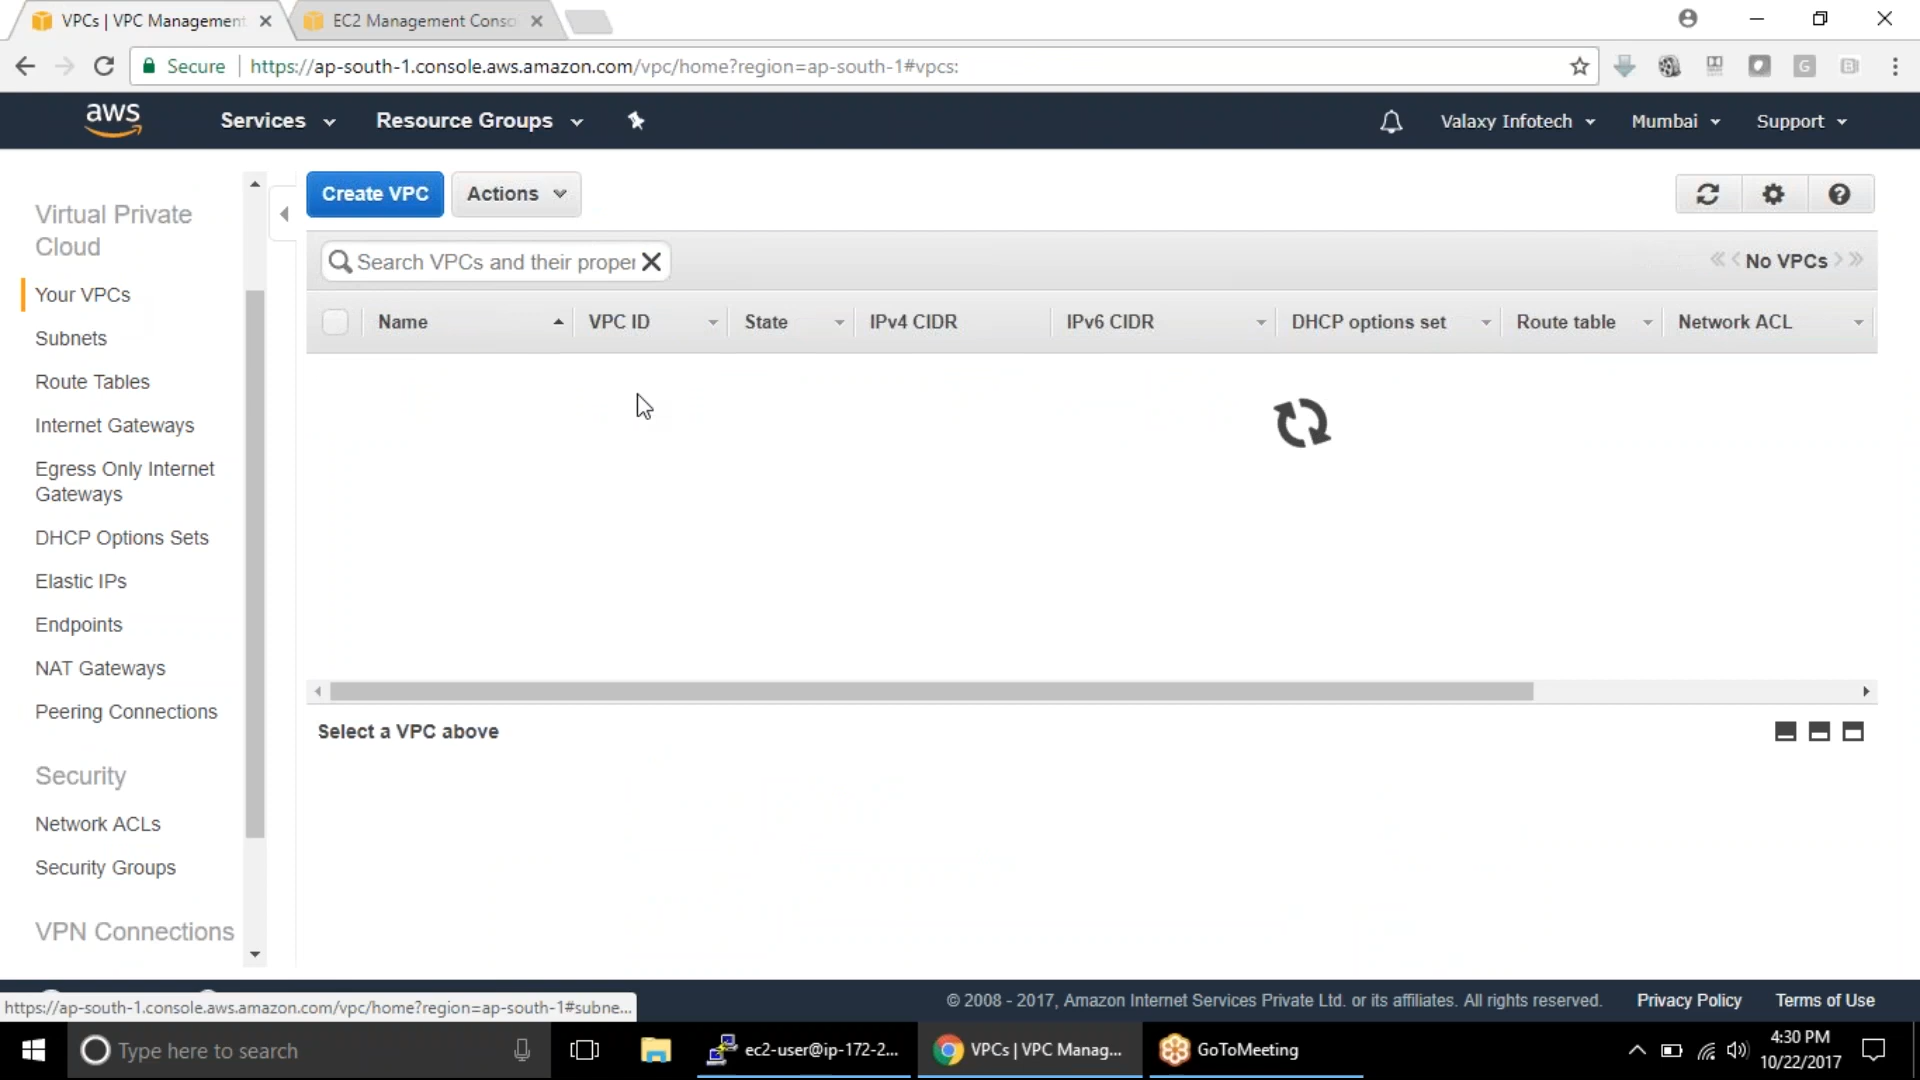 VPCs | VPC Management
EC2 Management Conso
Secure
https://ap-south-1.console.aws.amazon.com/vpc/home?region=ap-south-1#vpcs:
aws
Services
Resource Groups
Valaxy Infotech
Mumbai
Support
Virtual Private
Cloud
Your VPCs
Subnets
Route Tables
Internet Gateways
Egress Only Internet
Gateways
DHCP Options Sets
Elastic IPs
Endpoints
NAT Gateways
Peering Connections
Security
Network ACLs
Security Groups
VPN Connections
Create VPC
Actions
Search VPCs and their proper
No VPCs
Name
VPC ID
State
IPv4 CIDR
IPv6 CIDR
DHCP options set
Route table
Network ACL
Select a VPC above
https://ap-south-1.console.aws.amazon.com/vpc/home?region=ap-south-1#subne...
© 2008 - 2017, Amazon Internet Services Private Ltd. or its affiliates. All rights reserved.
Privacy Policy
Terms of Use
Type here to search
ec2-user@ip-172-2...
VPCs | VPC Manag...
GoToMeeting
4:30 PM
10/22/2017